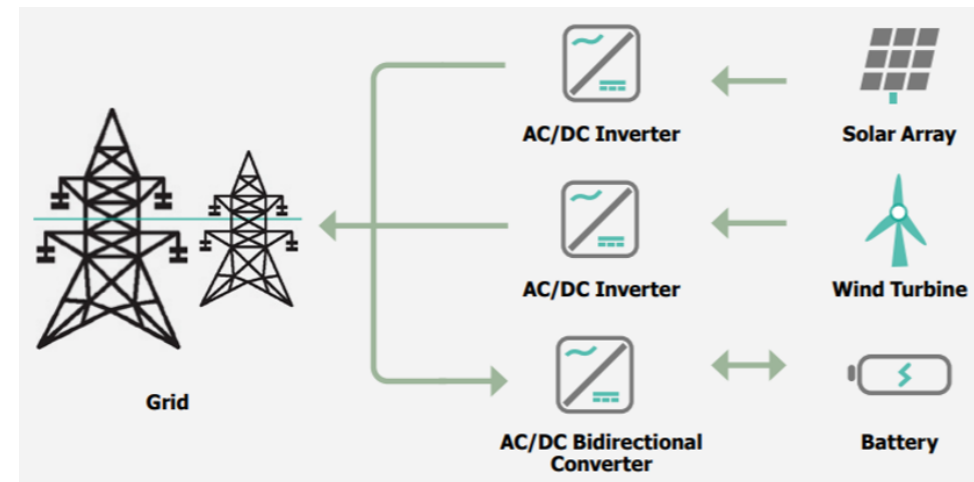 AC/DC Inverter
Solar Array
AC/DC Inverter
Wind Turbine
Grid
AC/DC Bidirectional
Converter
Battery